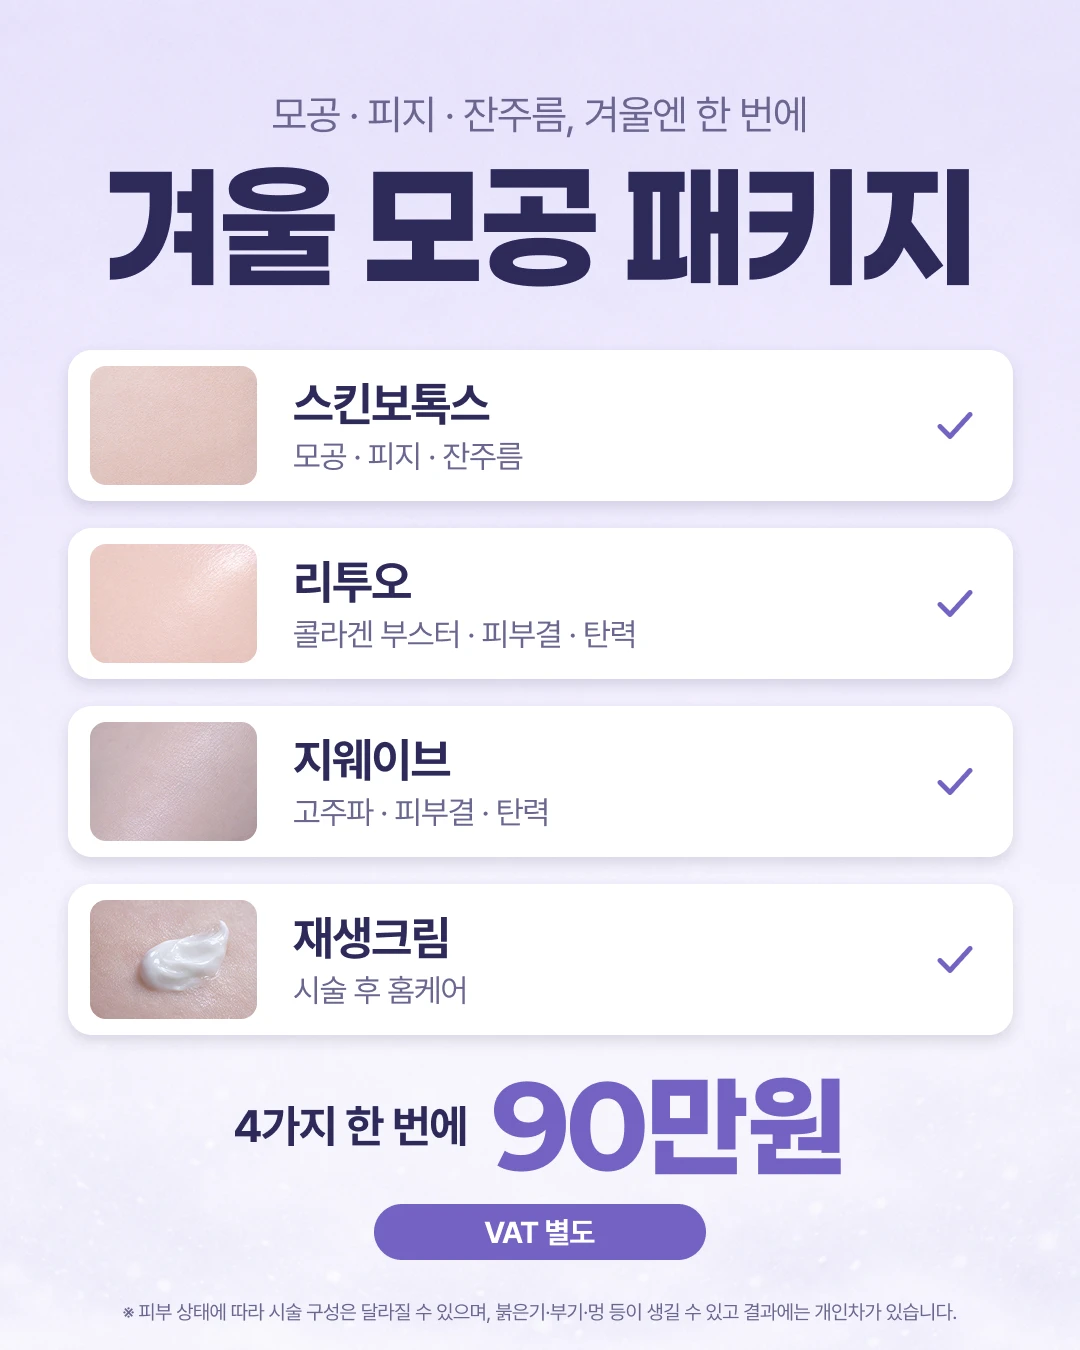 모공 · 피지 · 잔주름, 겨울엔 한 번에
겨울 모공 패키지
스킨보톡스
모공 · 피지 · 잔주름
리투오
콜라겐 부스터 · 피부결 · 탄력
지웨이브
고주파 · 피부결 · 탄력
재생크림
시술 후 홈케어
4가지 한 번에 90만원
VAT 별도
※ 피부 상태에 따라 시술 구성은 달라질 수 있으며, 붉은기·부기·멍 등이 생길 수 있고 결과에는 개인차가 있습니다.